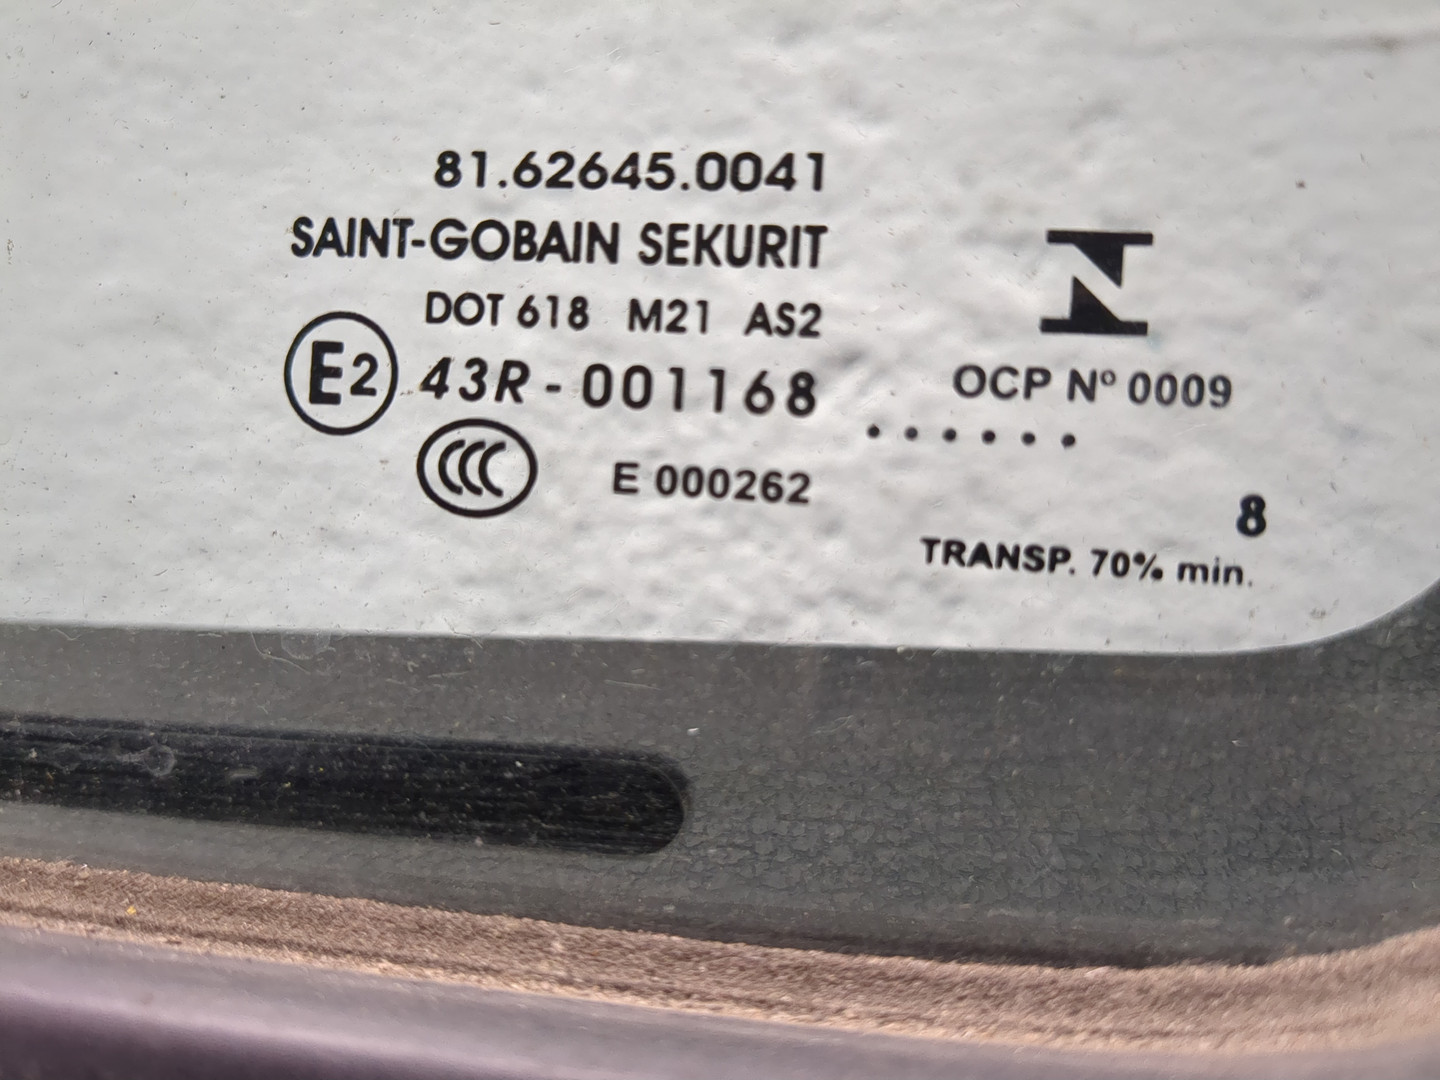 81.62645.0041
SAINT-GOBAIN SEKURIT
DOT 618 M21 AS2
E2 43R - 001168
CCC E 000262
N
OCP Nº 0009
......
8
TRANSP. 70% min.